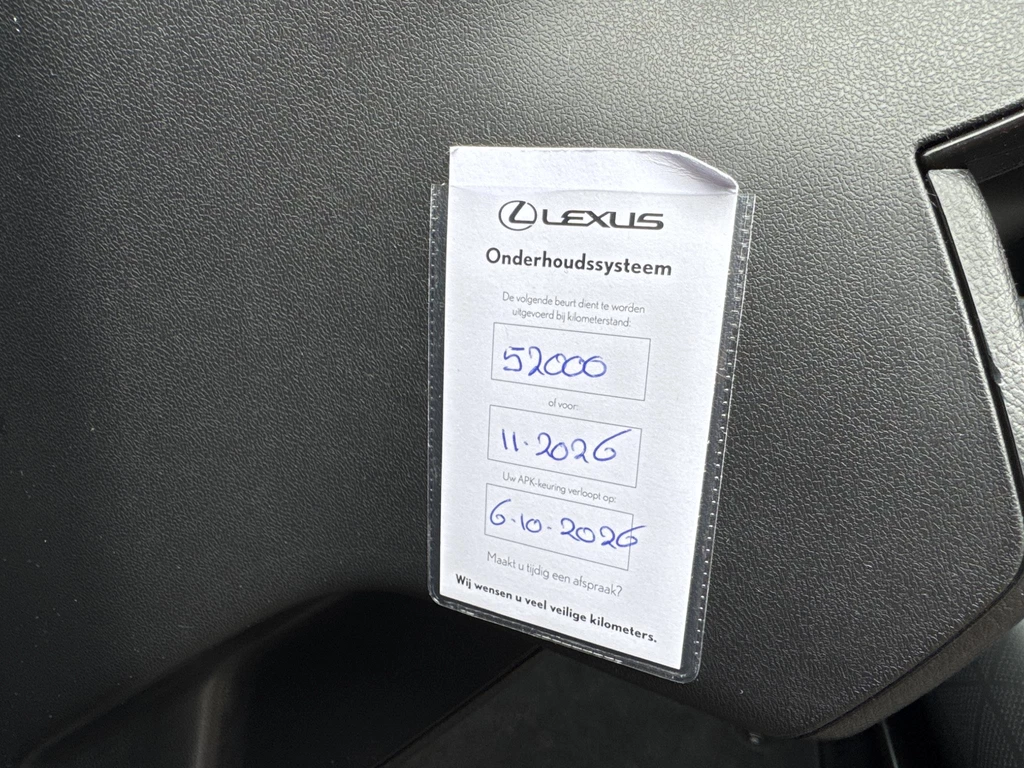 LEXUS
Onderhoudssysteem
De volgende beurt dient te worden
uitgevoerd bij kilometerstand:
52000
of voor:
11-2026
Uw APK-keuring verloopt op:
6-10-2026
Maakt u tijdig een afspraak?
Wij wensen u veel veilige kilometers.